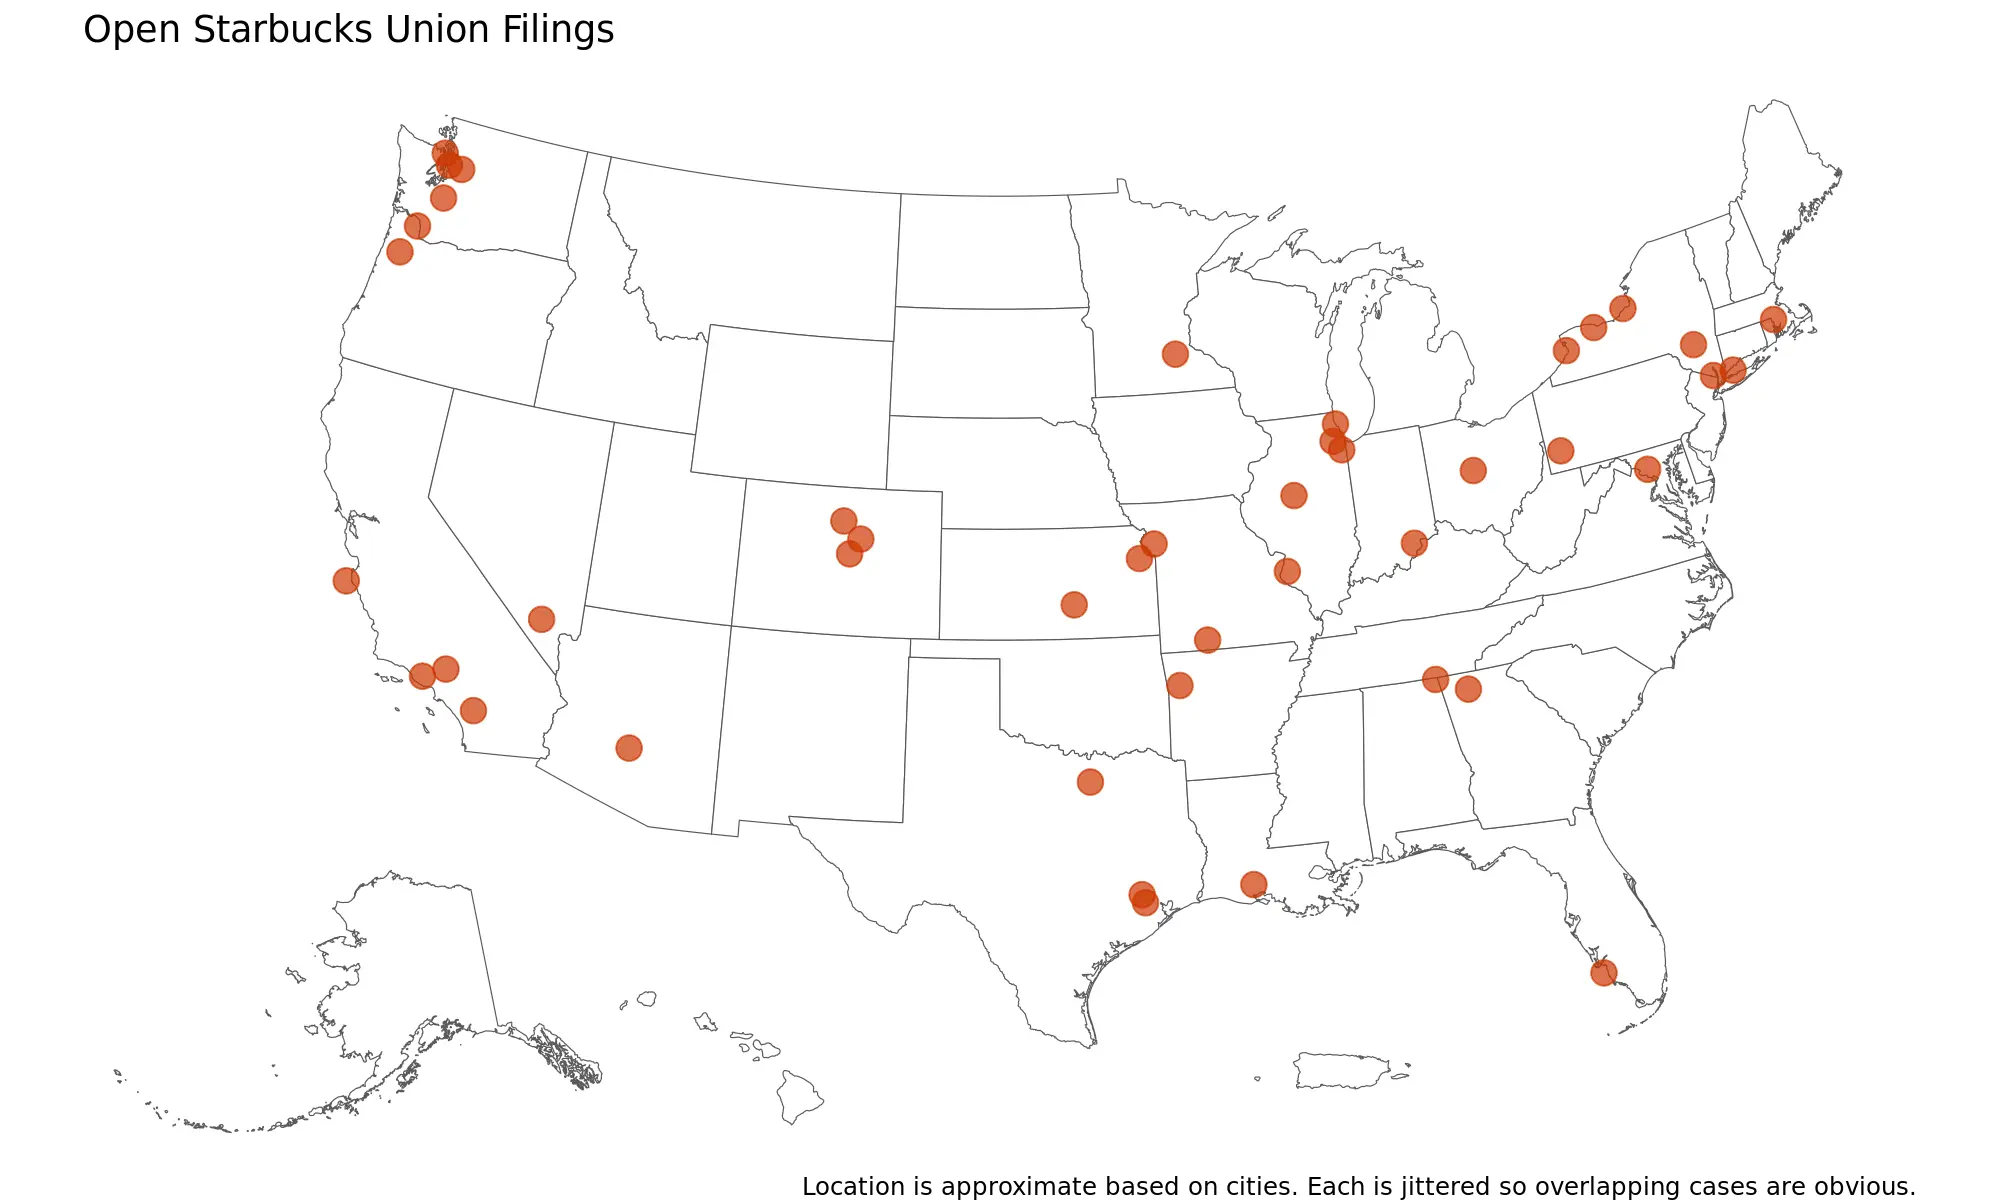 Open Starbucks Union Filings
Location is approximate based on cities. Each is jittered so overlapping cases are obvious.